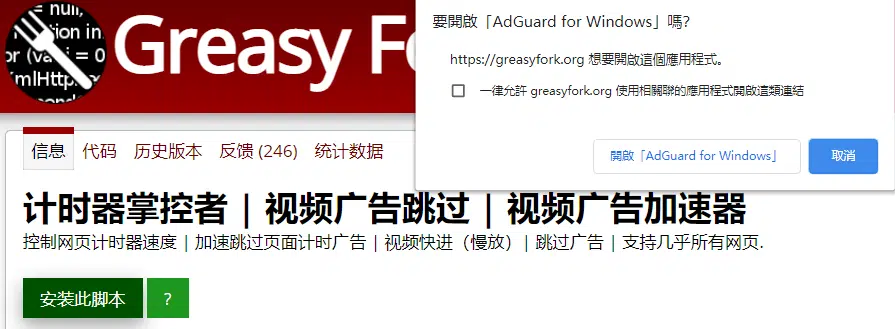 = null,
ction in
or (var i = 0
Greasy Fo
要開啟「AdGuard for Windows」嗎?
https://greasyfork.org 想要開啟這個應用程式。
一律允許 greasyfork.org 使用相關聯的應用程式開啟這類連結
開啟「AdGuard for Windows」 取消
信息 代码 历史版本 反馈 (246) 统计数据
计时器掌控者 | 视频广告跳过 | 视频广告加速器
控制网页计时器速度 | 加速跳过页面计时广告 | 视频快进（慢放）| 跳过广告 | 支持几乎所有网页.
安装此脚本 ?